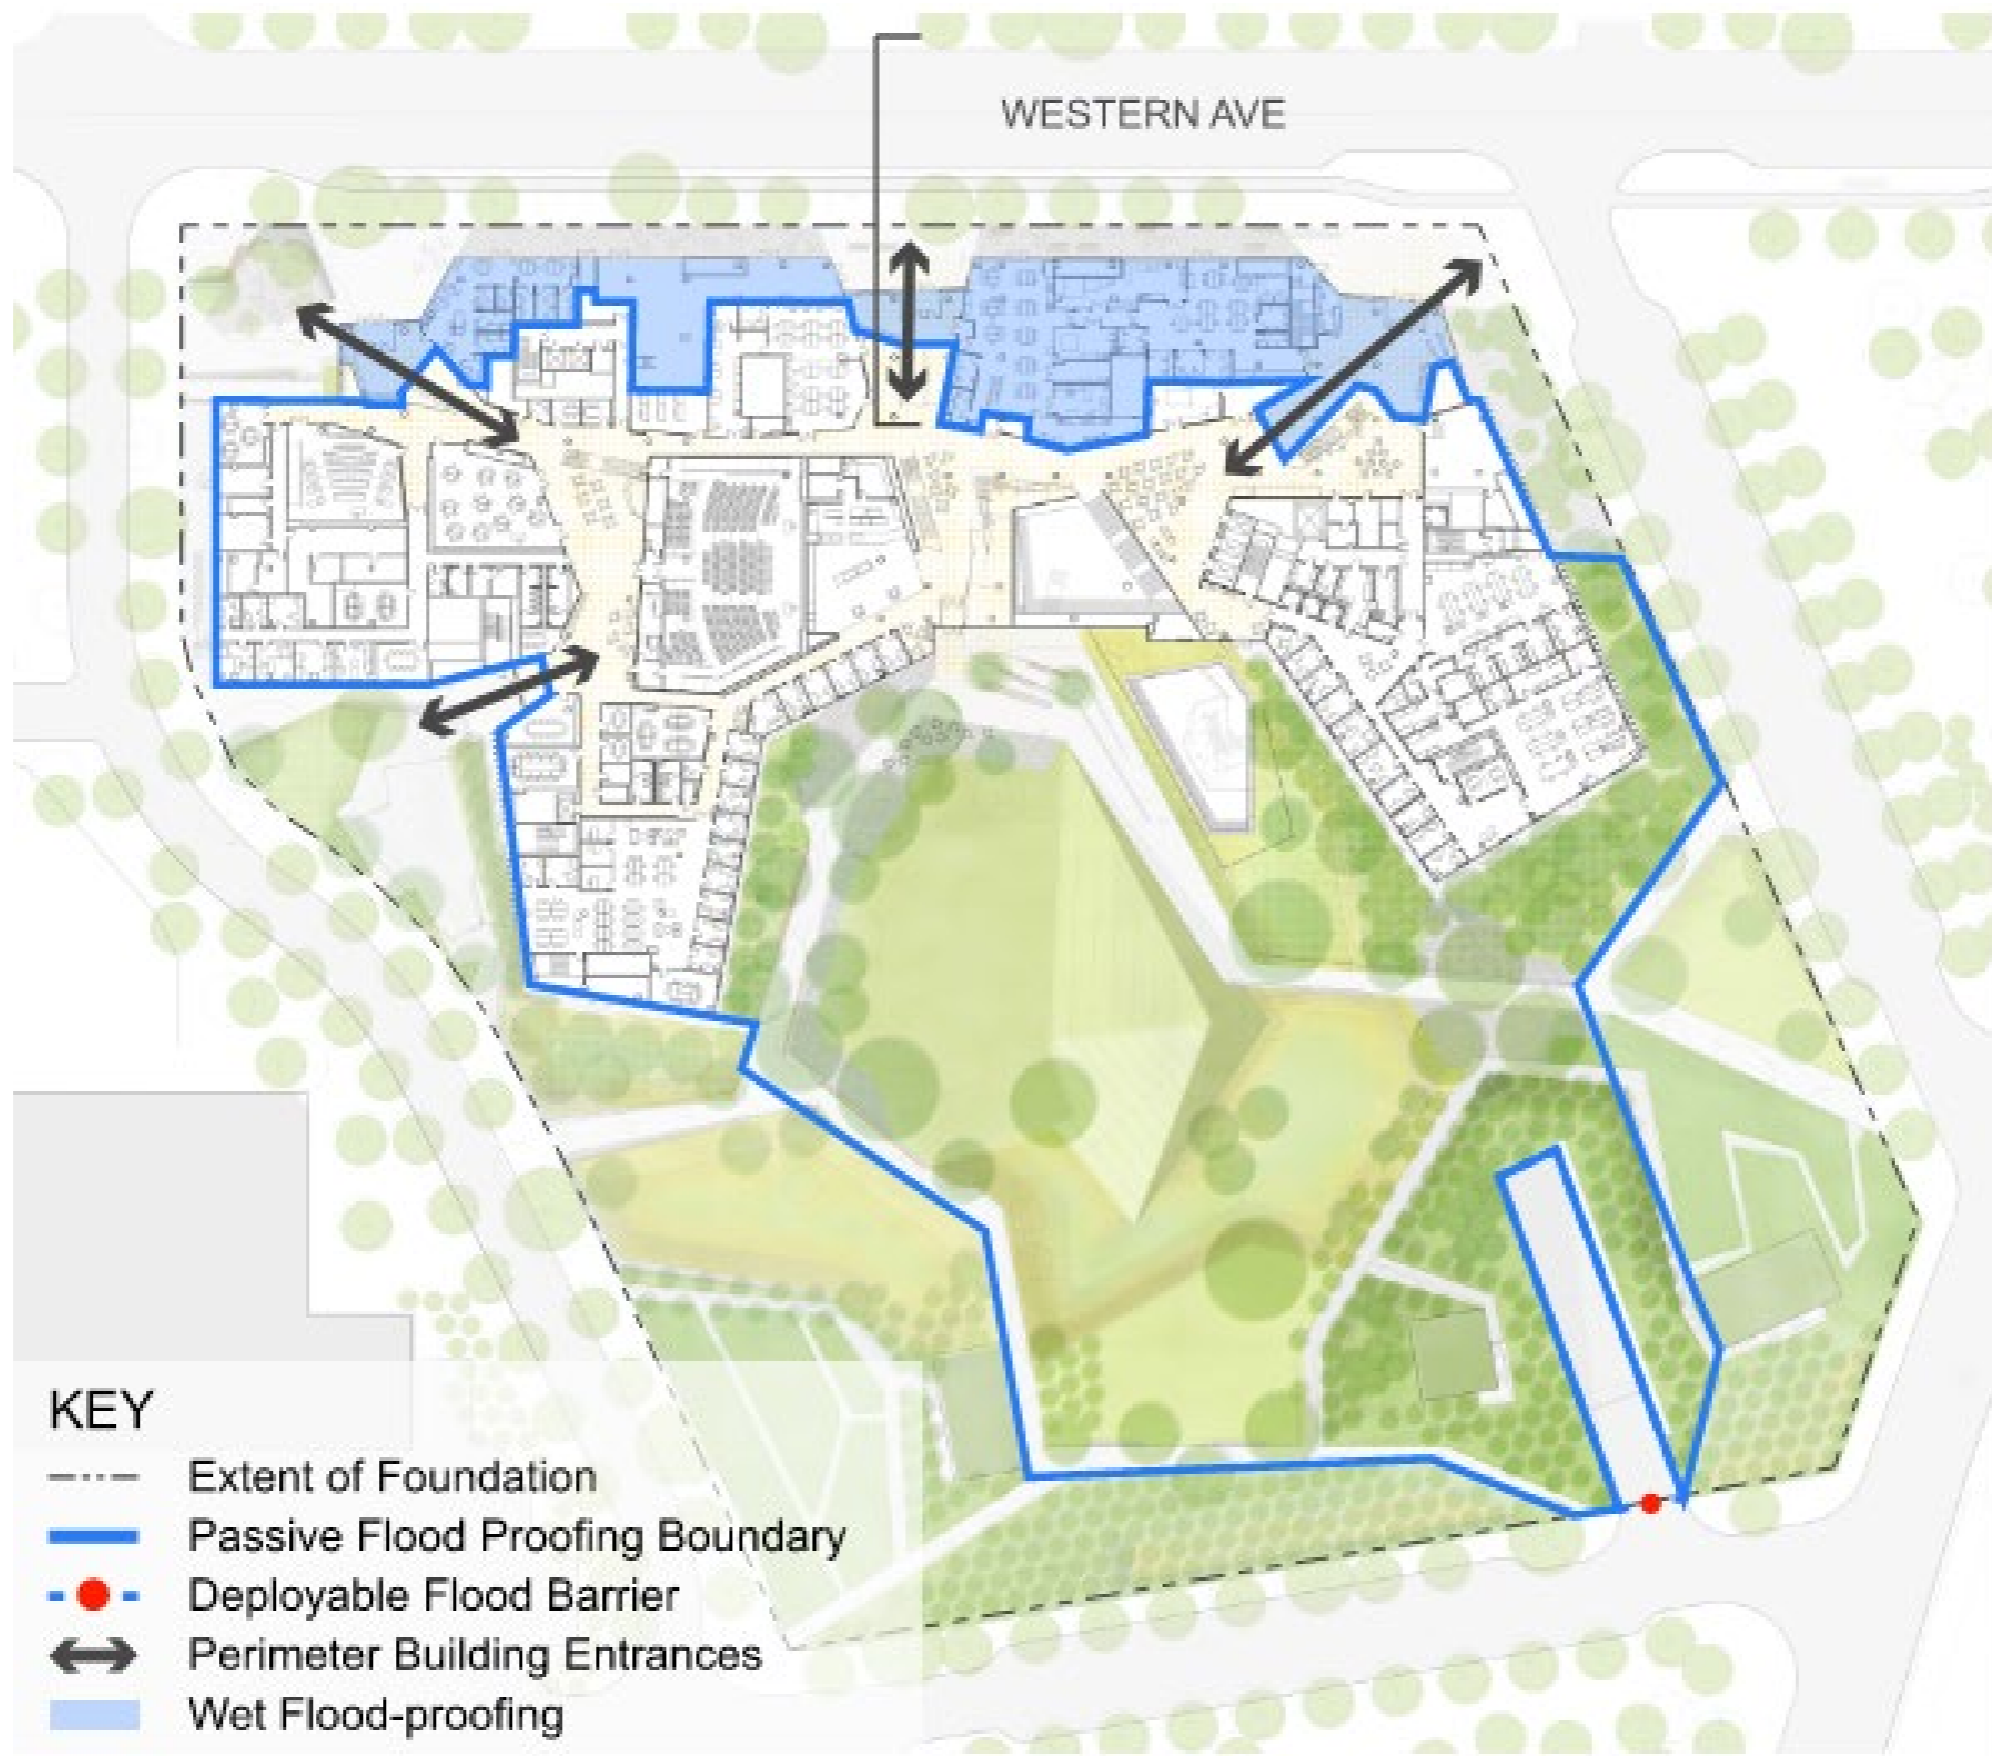 WESTERN AVE
KEY
Extent of Foundation
Passive Flood Proofing Boundary
Deployable Flood Barrier
Perimeter Building Entrances
Wet Flood-proofing